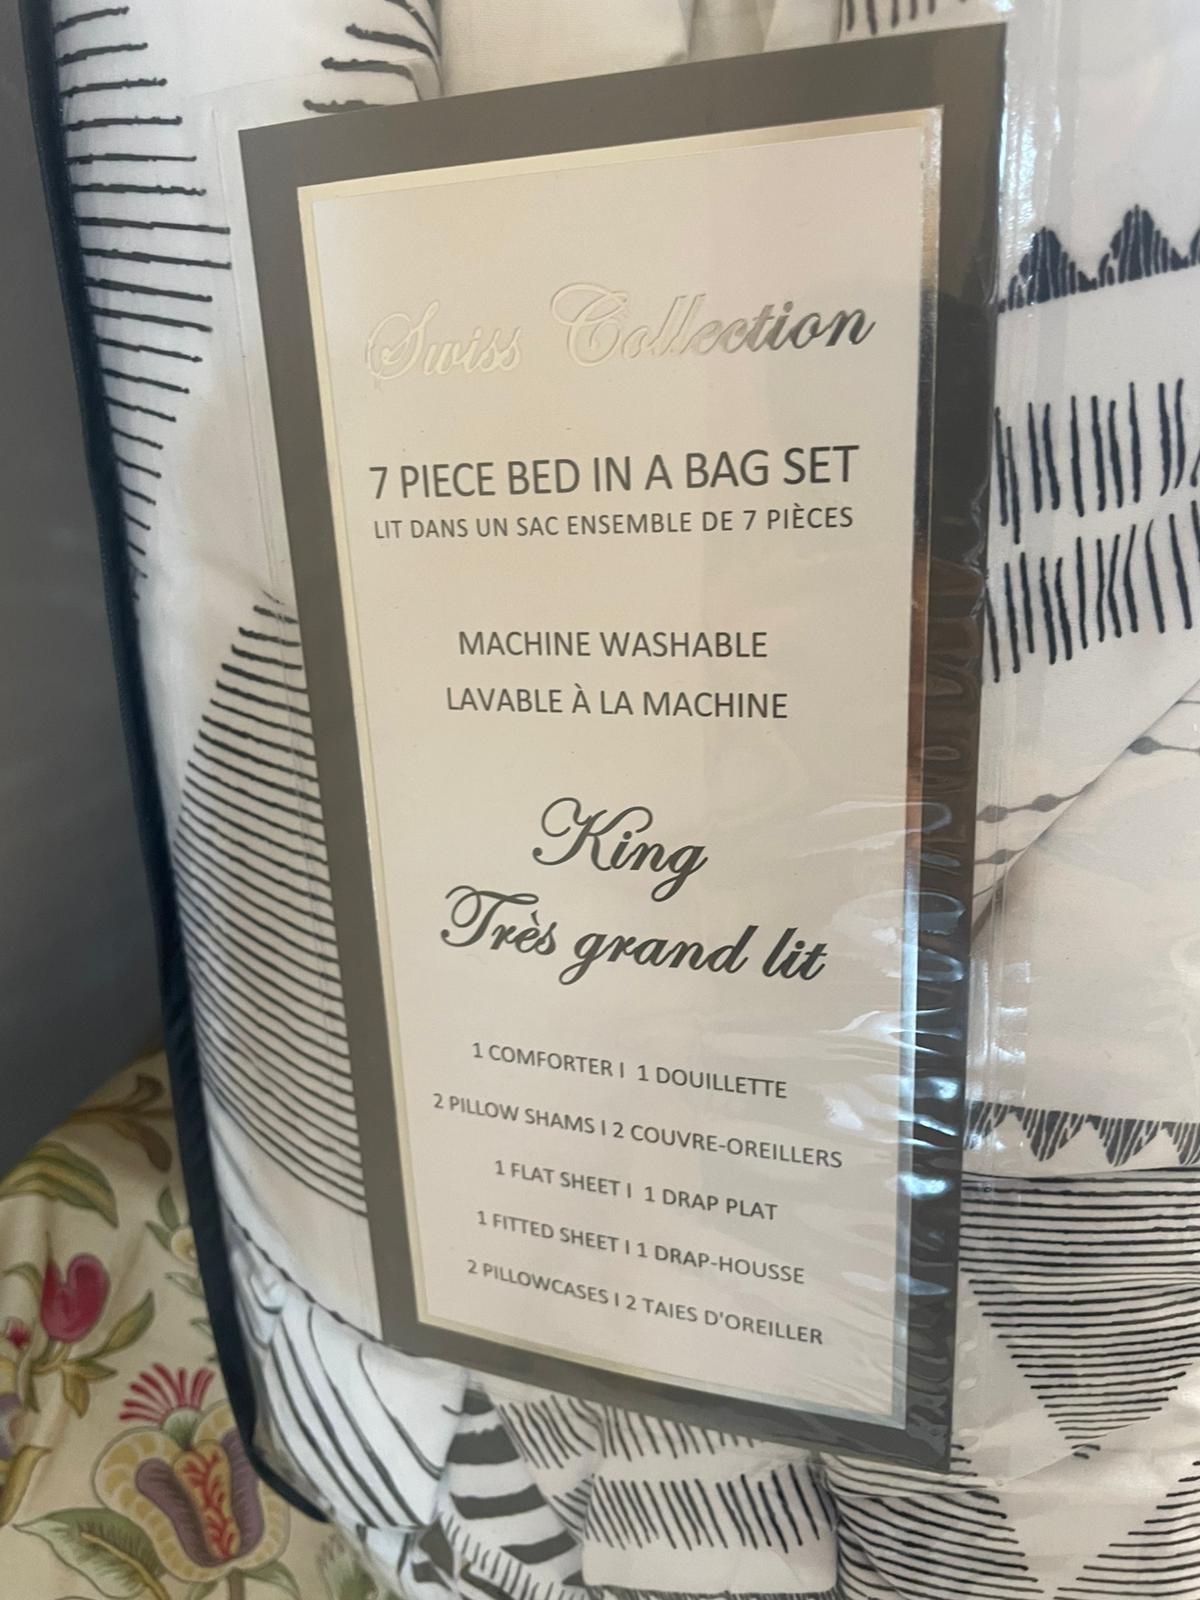 Swiss Collection
7 PIECE BED IN A BAG SET
LIT DANS UN SAC ENSEMBLE DE 7 PIÈCES
MACHINE WASHABLE
LAVABLE À LA MACHINE
King
Très grand lit
1 COMFORTER I 1 DOUILLETTE
2 PILLOW SHAMS I 2 COUVRE-OREILLERS
1 FLAT SHEET I 1 DRAP PLAT
1 FITTED SHEET I 1 DRAP-HOUSSE
2 PILLOWCASES I 2 TAIES D'OREILLER